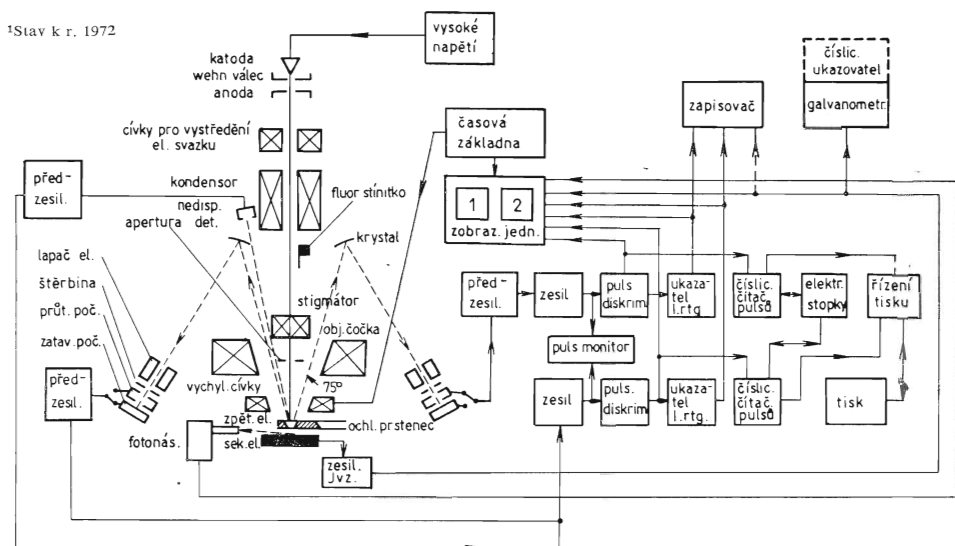 ¹Stav k r. 1972
vysoké
napětí
katoda
wehn válec
anoda
cívky pro vystředění
el. svazku
číslic.
ukazovatel
galvanometr.
zapisovač
časová
základna
před-
zesil.
kondensor
nedisp.
apertura det.
fluor stínítko
1
2
zobraz. jedn.
krystal
lapač el.
štěrbina
průt. poč.
zatav. poč.
stigmátor
obj. čočka
75°
vychyl. cívky
před-
zesil.
zesil
puls
diskrim
ukaza-
tel
I.rtg
číslic.
čítač
pulsů
elektr.
stopky
řízení
tisku
puls monitor
před-
zesil.
zesil
puls.
diskrim
ukaza-
tel
I.rtg.
číslic.
čítač.
pulsů
tisk
fotonás.
zpět. el.
sek. el.
ochl. prstenec
zesil.
Jvz.